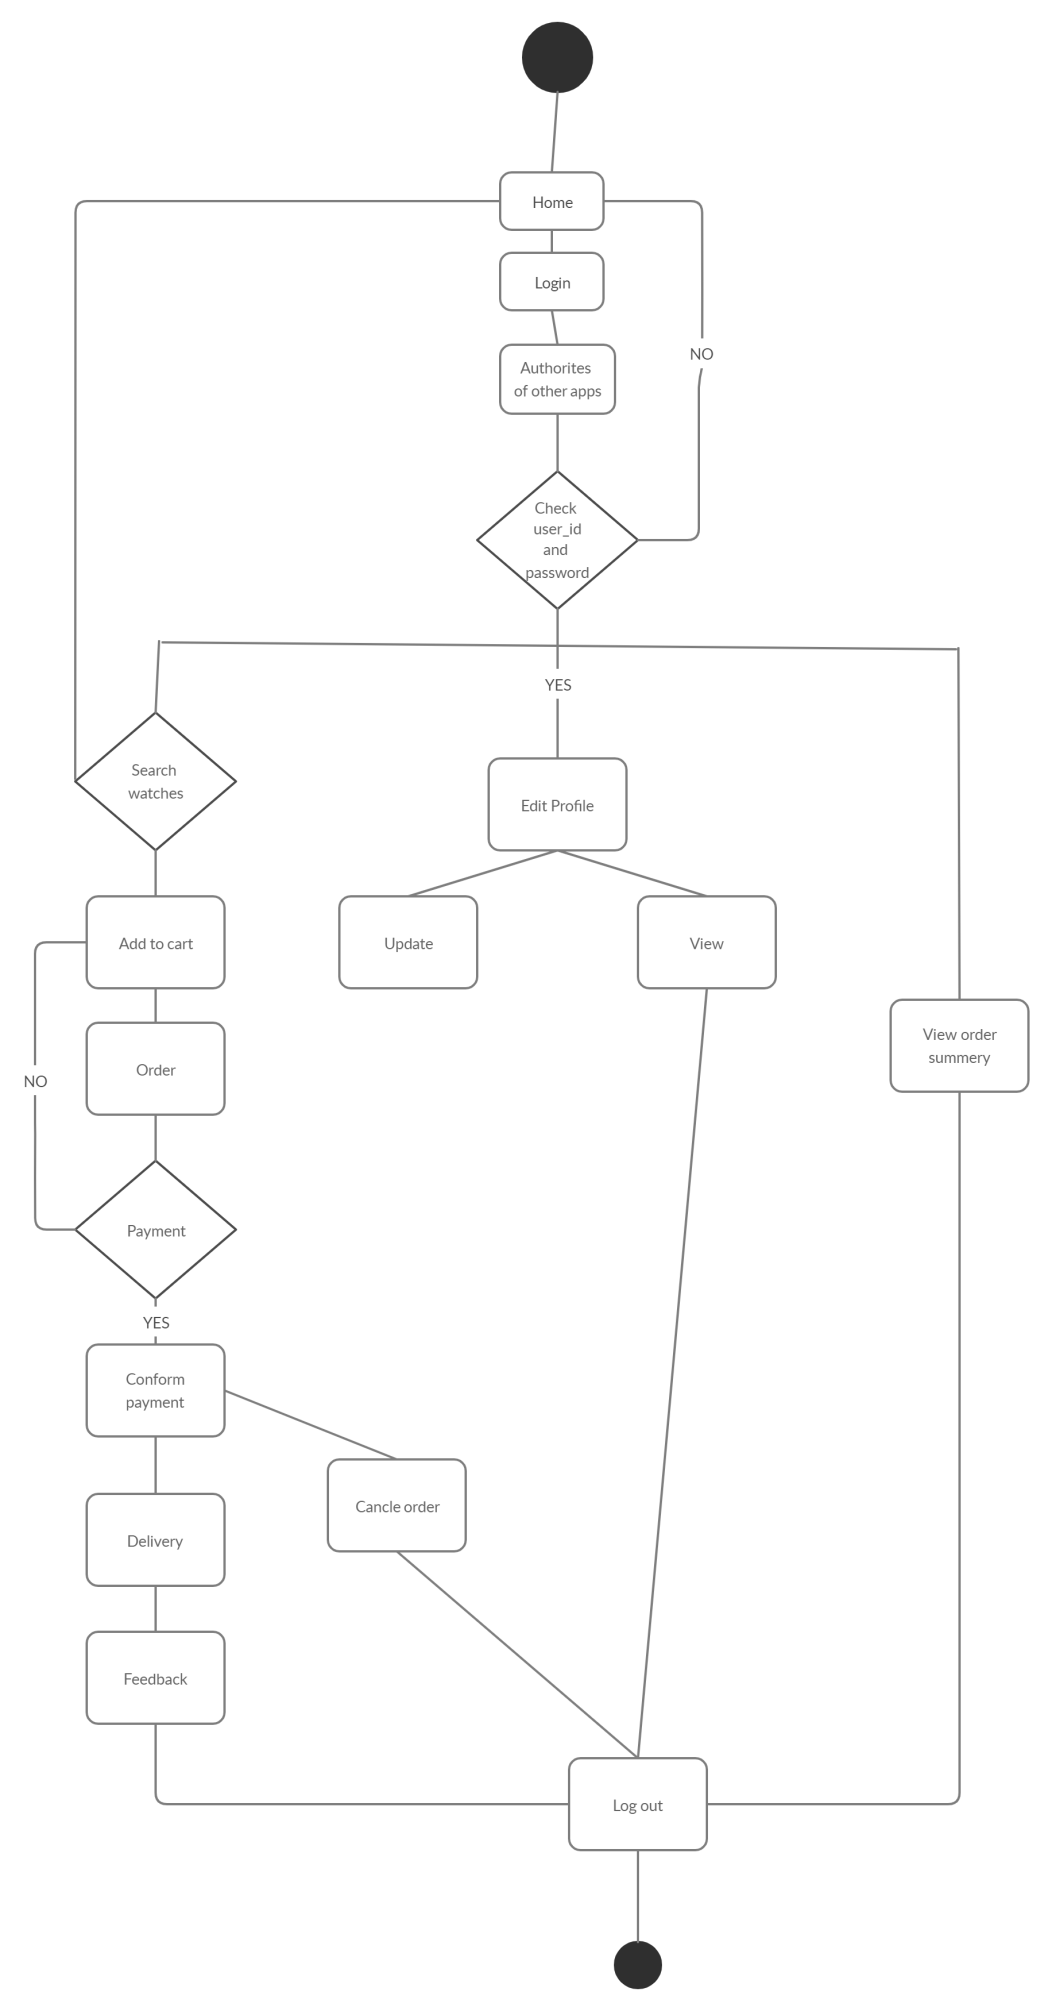 Home
Login
NO
Authorites
of other apps
Check
user_id
and
password
YES
Search
watches
Edit Profile
Add to cart
Update
View
View order
summery
Order
NO
Payment
YES
Conform
payment
Cancle order
Delivery
Feedback
Log out